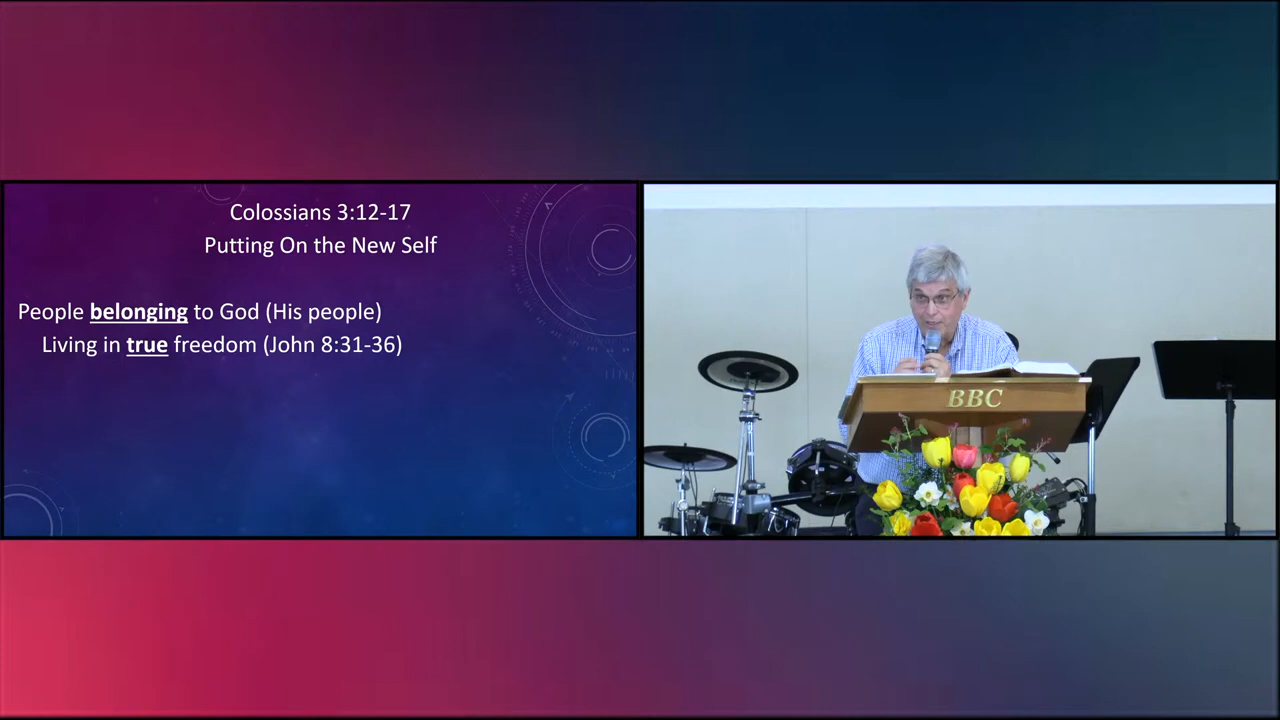 Colossians 3:12-17
Putting On the New Self
People belonging to God (His people)
Living in true freedom (John 8:31-36)
BBC